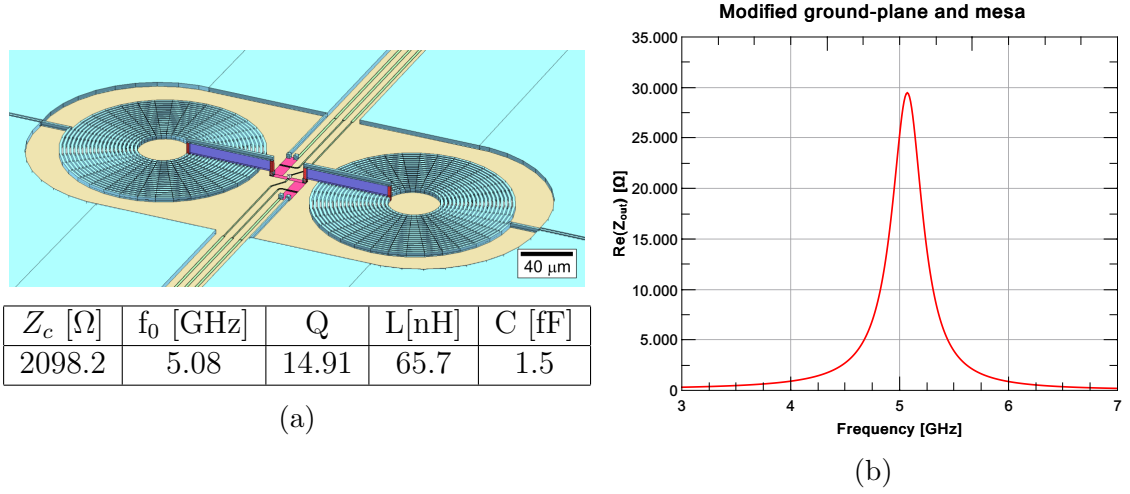 40 μm
Z_c [Ω] f_0 [GHz] Q L[nH] C [fF]
2098.2 5.08 14.91 65.7 1.5
(a)
Modified ground-plane and mesa
35.000
30.000
25.000
20.000
15.000
10.000
5.000
0
Re(Z_out) [Ω]
3 4 5 6 7
Frequency [GHz]
(b)